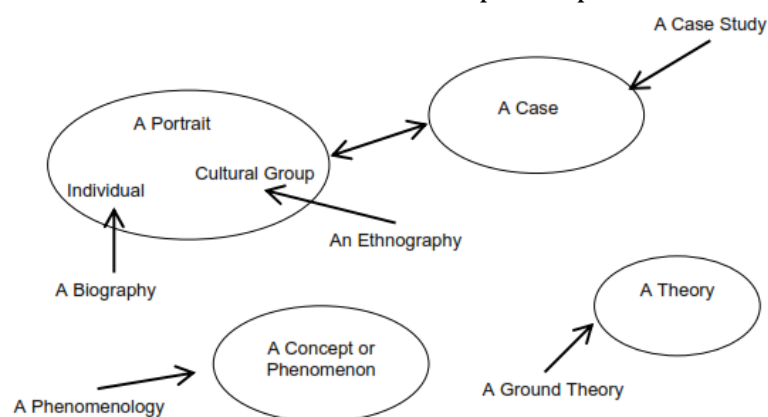 A Case Study
A Case
A Portrait
Cultural Group
Individual
An Ethnography
A Biography
A Theory
A Concept or
Phenomenon
A Ground Theory
A Phenomenology